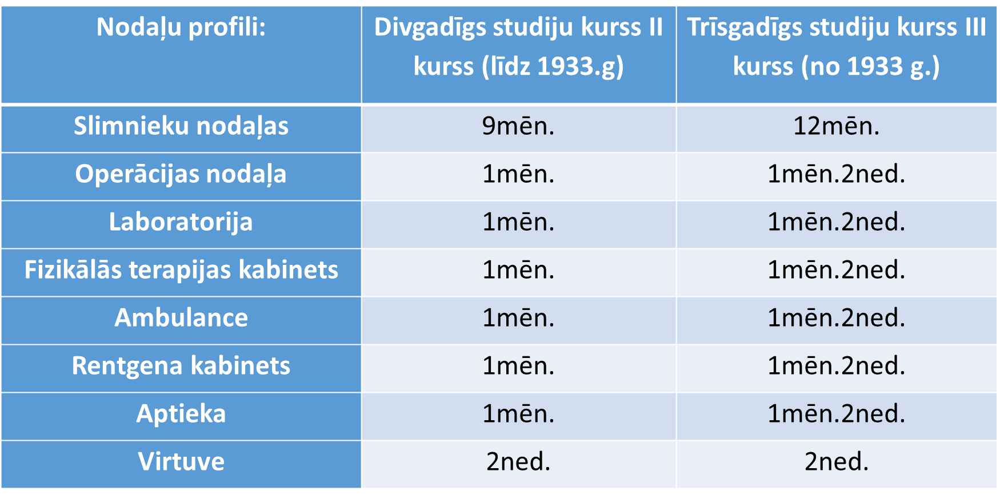 Nodaļu profili:
Divgadīgs studiju kurss II
kurss (līdz 1933.g)
Trīsgadīgs studiju kurss III
kurss (no 1933 g.)
Slimnieku nodaļas
9mēn.
12mēn.
Operācijas nodaļa
1mēn.
1mēn.2ned.
Laboratorija
1mēn.
1mēn.2ned.
Fizikālās terapijas kabinets
1mēn.
1mēn.2ned.
Ambulance
1mēn.
1mēn.2ned.
Rentgena kabinets
1mēn.
1mēn.2ned.
Aptieka
1mēn.
1mēn.2ned.
Virtuve
2ned.
2ned.